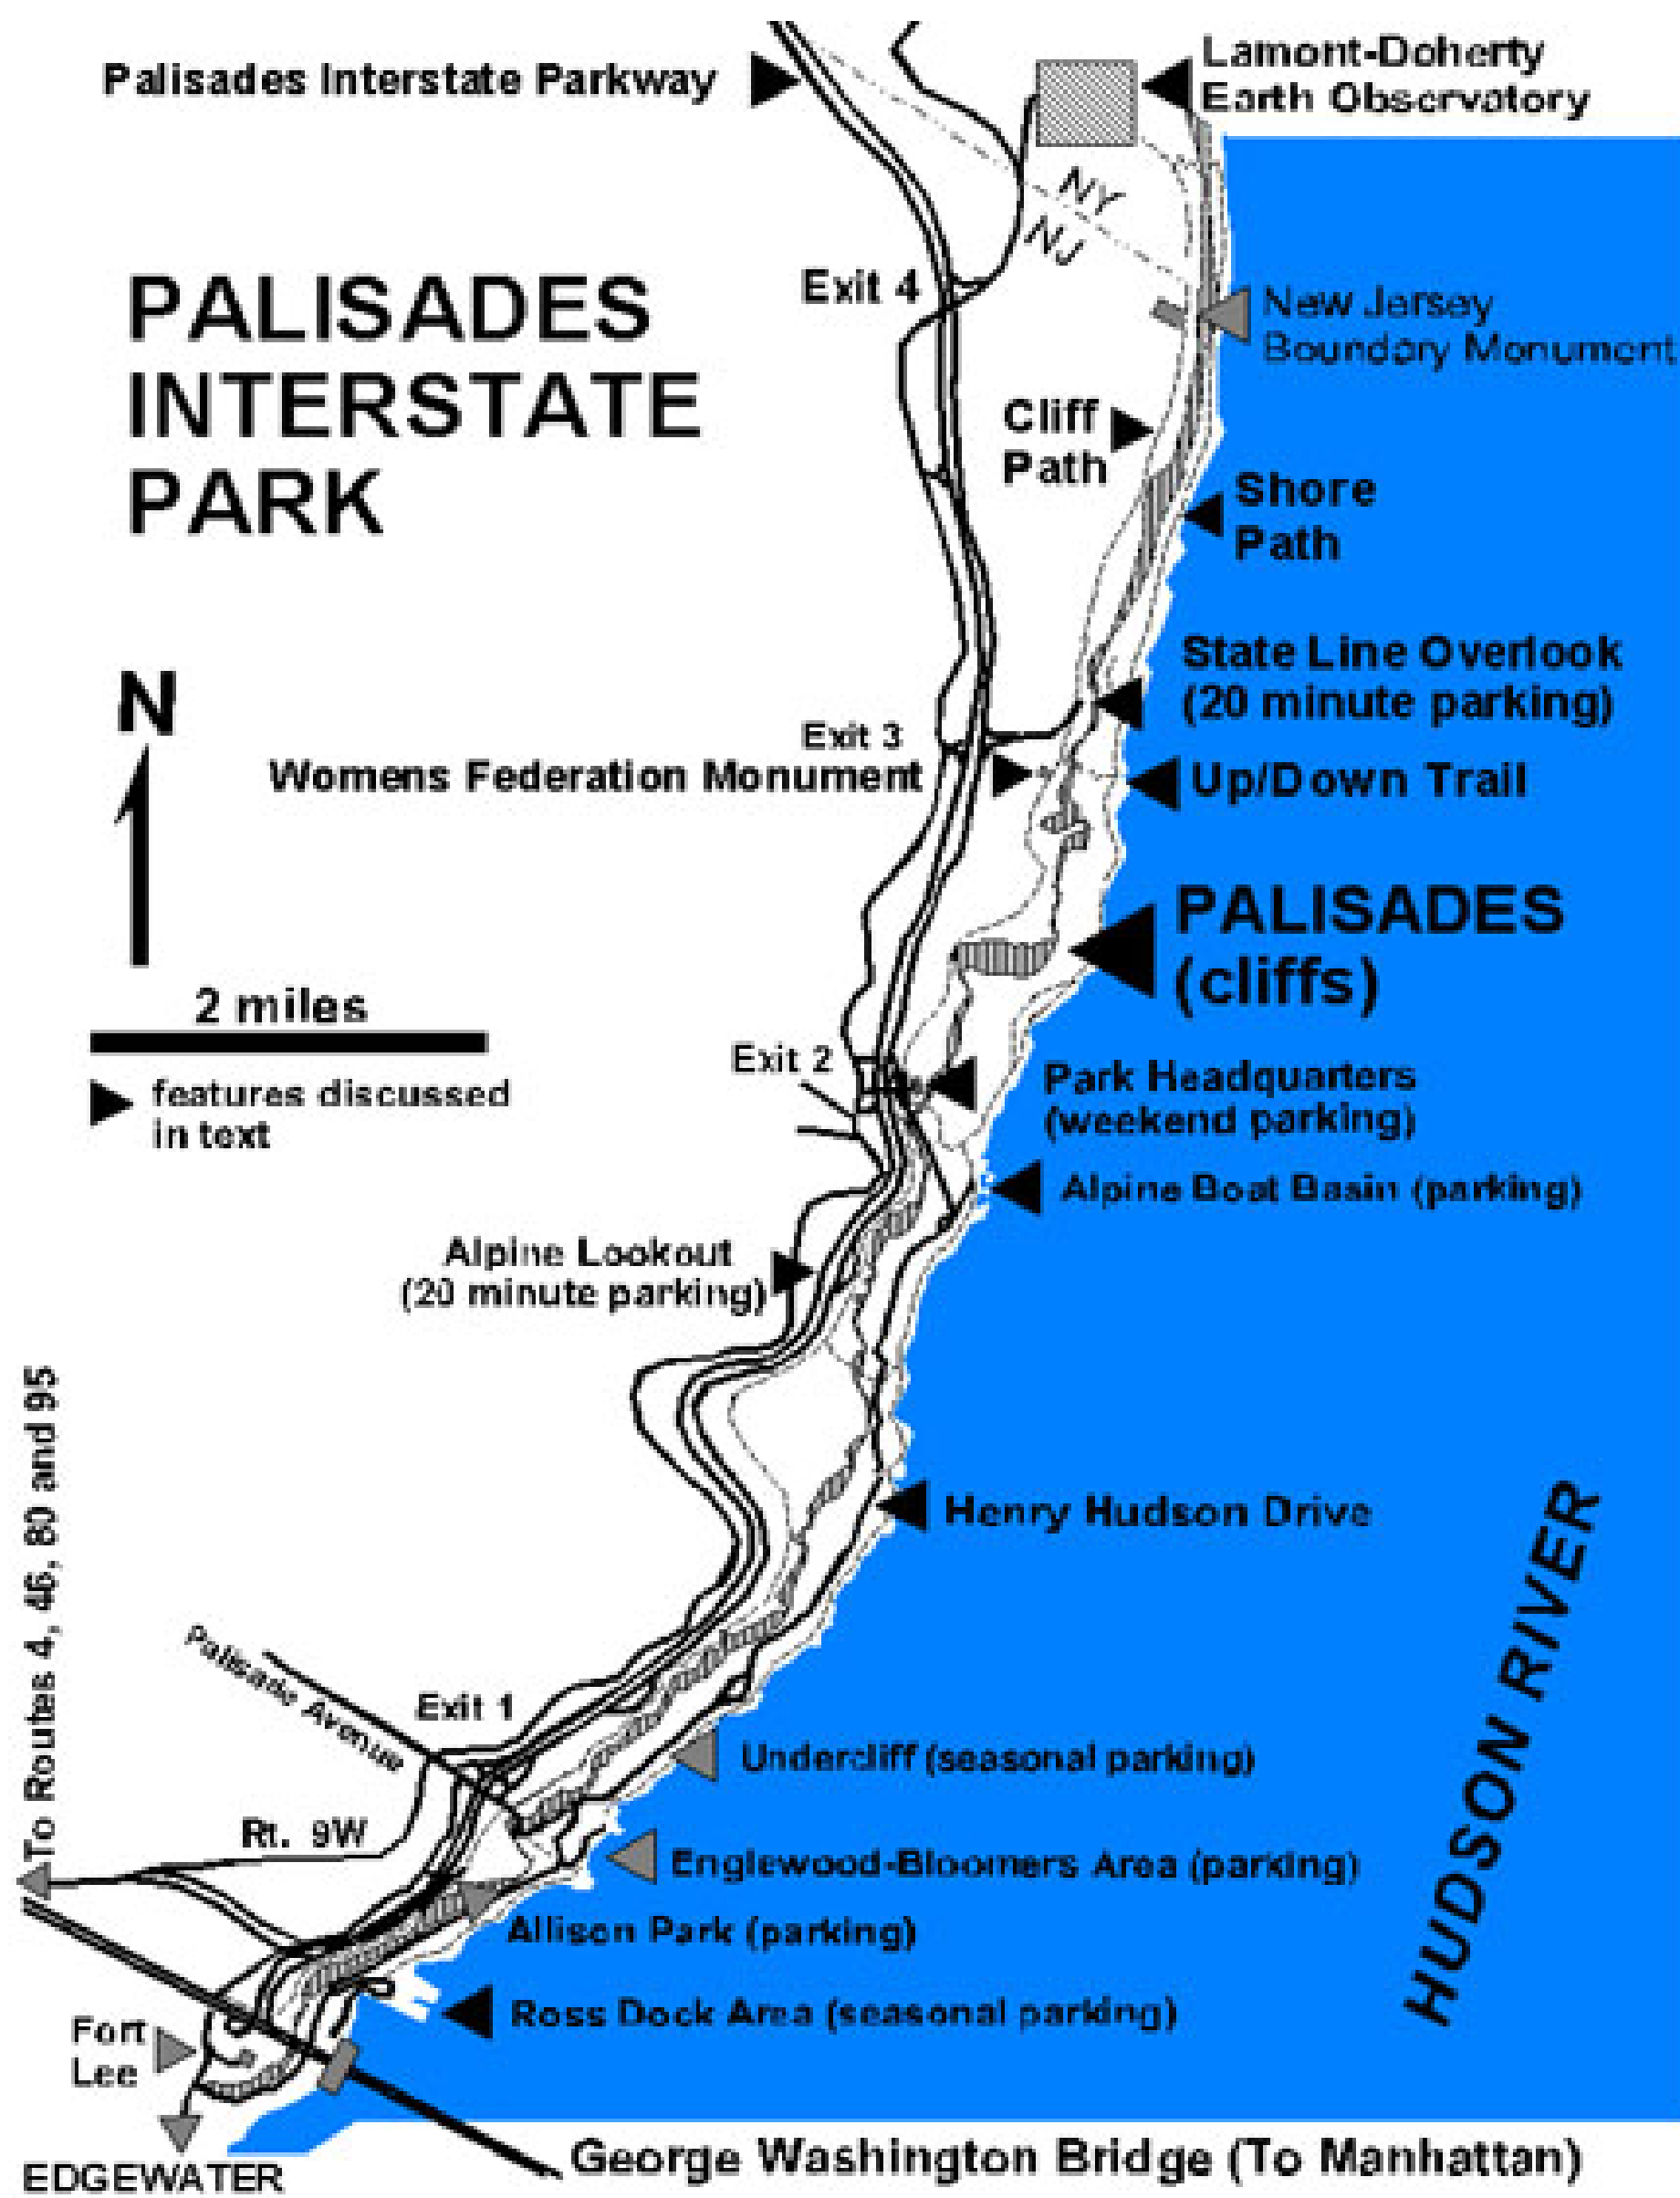 Palisades Interstate Parkway
Lamont-Doherty
Earth Observatory
NY
NJ
PALISADES
INTERSTATE
PARK
Exit 4
New Jersey
Boundary Monument
Cliff
Path
Shore
Path
N
State Line Overlook
(20 minute parking)
Exit 3
Womens Federation Monument
Up/Down Trail
PALISADES
(cliffs)
2 miles
features discussed
in text
Exit 2
Park Headquarters
(weekend parking)
Alpine Boat Basin (parking)
Alpine Lookout
(20 minute parking)
To Routes 4, 46, 80 and 95
Henry Hudson Drive
HUDSON RIVER
Palisade Avenue
Exit 1
Undercliff (seasonal parking)
Rt. 9W
Englewood-Bloomers Area (parking)
Allison Park (parking)
Ross Dock Area (seasonal parking)
Fort
Lee
George Washington Bridge (To Manhattan)
EDGEWATER